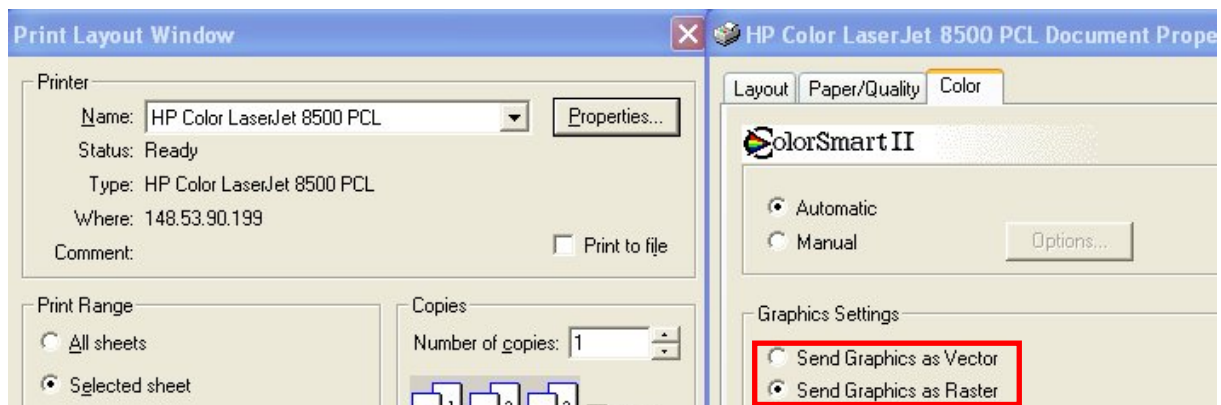 Print Layout Window
Printer
Name: HP Color LaserJet 8500 PCL
Properties...
Status: Ready
Type: HP Color LaserJet 8500 PCL
Where: 148.53.90.199
Comment:
Print to file
Print Range
All sheets
Selected sheet
Copies
Number of copies: 1
1 2 3
HP Color LaserJet 8500 PCL Document Prope
Layout Paper/Quality Color
ColorSmart II
Automatic
Manual
Options...
Graphics Settings
Send Graphics as Vector
Send Graphics as Raster